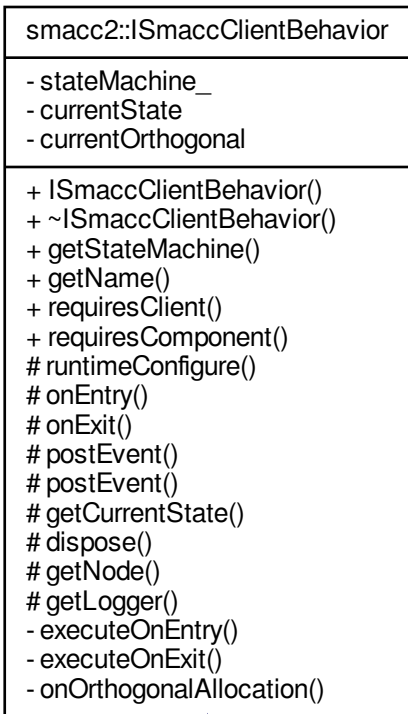 smacc2::ISmaccClientBehavior
- stateMachine_
- currentState
- currentOrthogonal
+ ISmaccClientBehavior()
+ ~ISmaccClientBehavior()
+ getStateMachine()
+ getName()
+ requiresClient()
+ requiresComponent()
# runtimeConfigure()
# onEntry()
# onExit()
# postEvent()
# postEvent()
# getCurrentState()
# dispose()
# getNode()
# getLogger()
- executeOnEntry()
- executeOnExit()
- onOrthogonalAllocation()